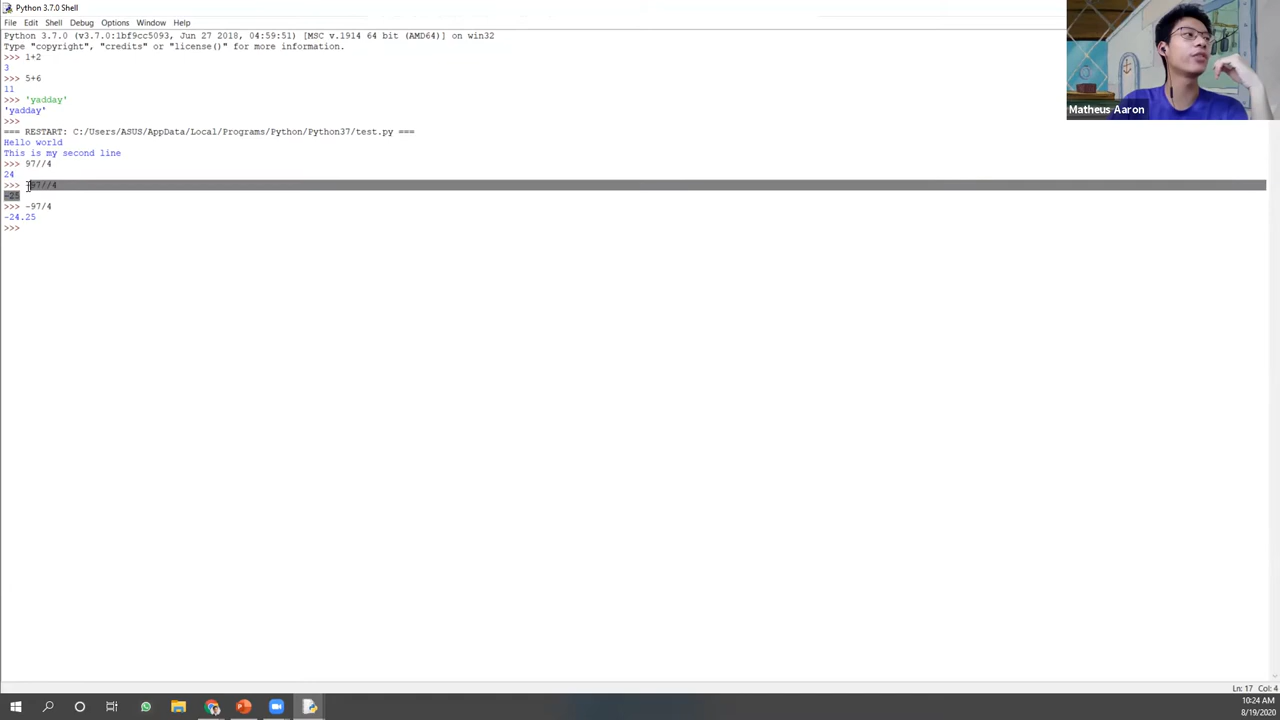 Python 3.7.0 Shell
File Edit Shell Debug Options Window Help
Python 3.7.0 (v3.7.0:1bf9cc5093, Jun 27 2018, 04:59:51) [MSC v.1914 64 bit (AMD64)] on win32
Type "copyright", "credits" or "license()" for more information.
>>> 1+2
3
>>> 5+6
11
>>> 'yadday'
'yadday'
>>>
=== RESTART: C:/Users/ASUS/AppData/Local/Programs/Python/Python37/test.py ===
Hello world
This is my second line
>>> 97//4
24
>>> -97//4
-25
>>> -97/4
-24.25
>>>
Matheus Aaron
Ln: 17 Col: 4
10:24 AM
8/19/2020